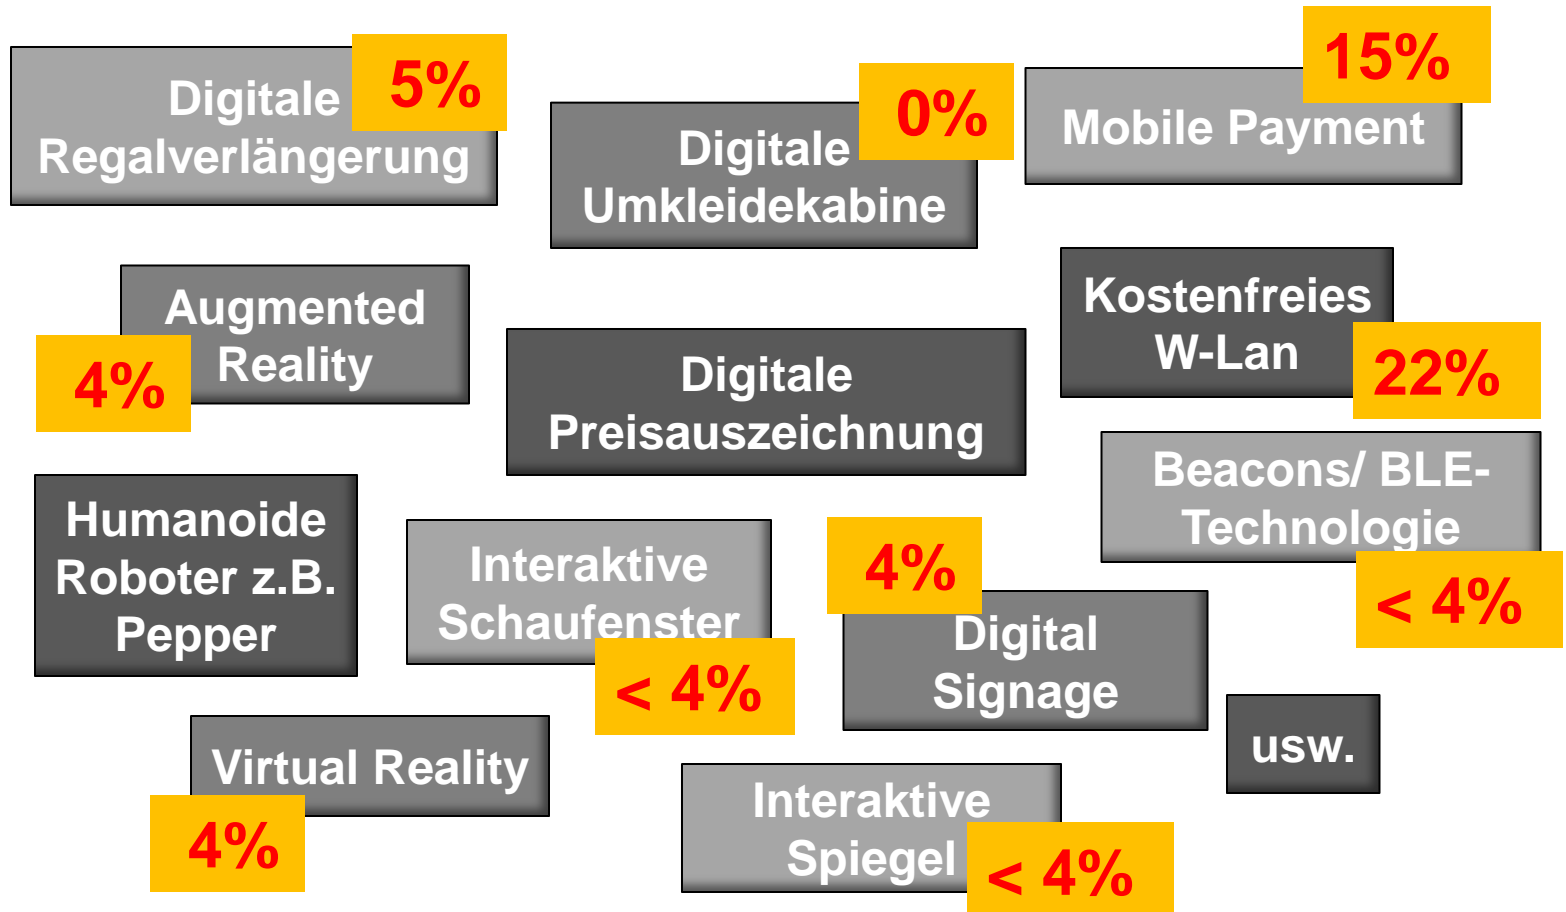 Digitale
Regalverlängerung
5%
Digitale
Umkleidekabine
0%
Mobile Payment
15%
Augmented
Reality
4%
Digitale
Preisauszeichnung
Kostenfreies
W-Lan
22%
Beacons/ BLE-
Technologie
< 4%
Humanoide
Roboter z.B.
Pepper
Interaktive
Schaufenster
< 4%
4%
Digital
Signage
usw.
Virtual Reality
4%
Interaktive
Spiegel
< 4%